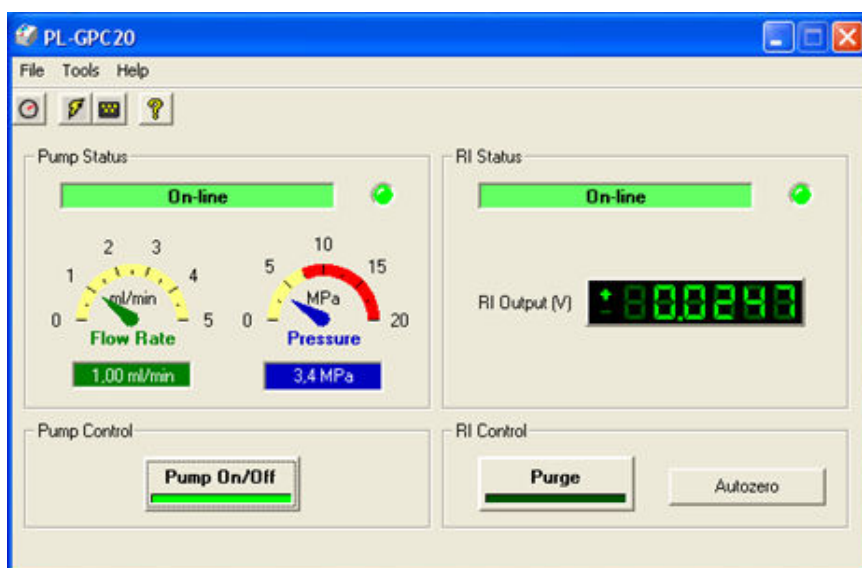 PL-GPC20
File Tools Help
Pump Status
On-line
0 1 2 3 4 5
ml/min
Flow Rate
1,00 ml/min
0 5 10 15 20
MPa
Pressure
3,4 MPa
RI Status
On-line
RI Output (V) + 0.0247
Pump Control
Pump On/Off
RI Control
Purge
Autozero